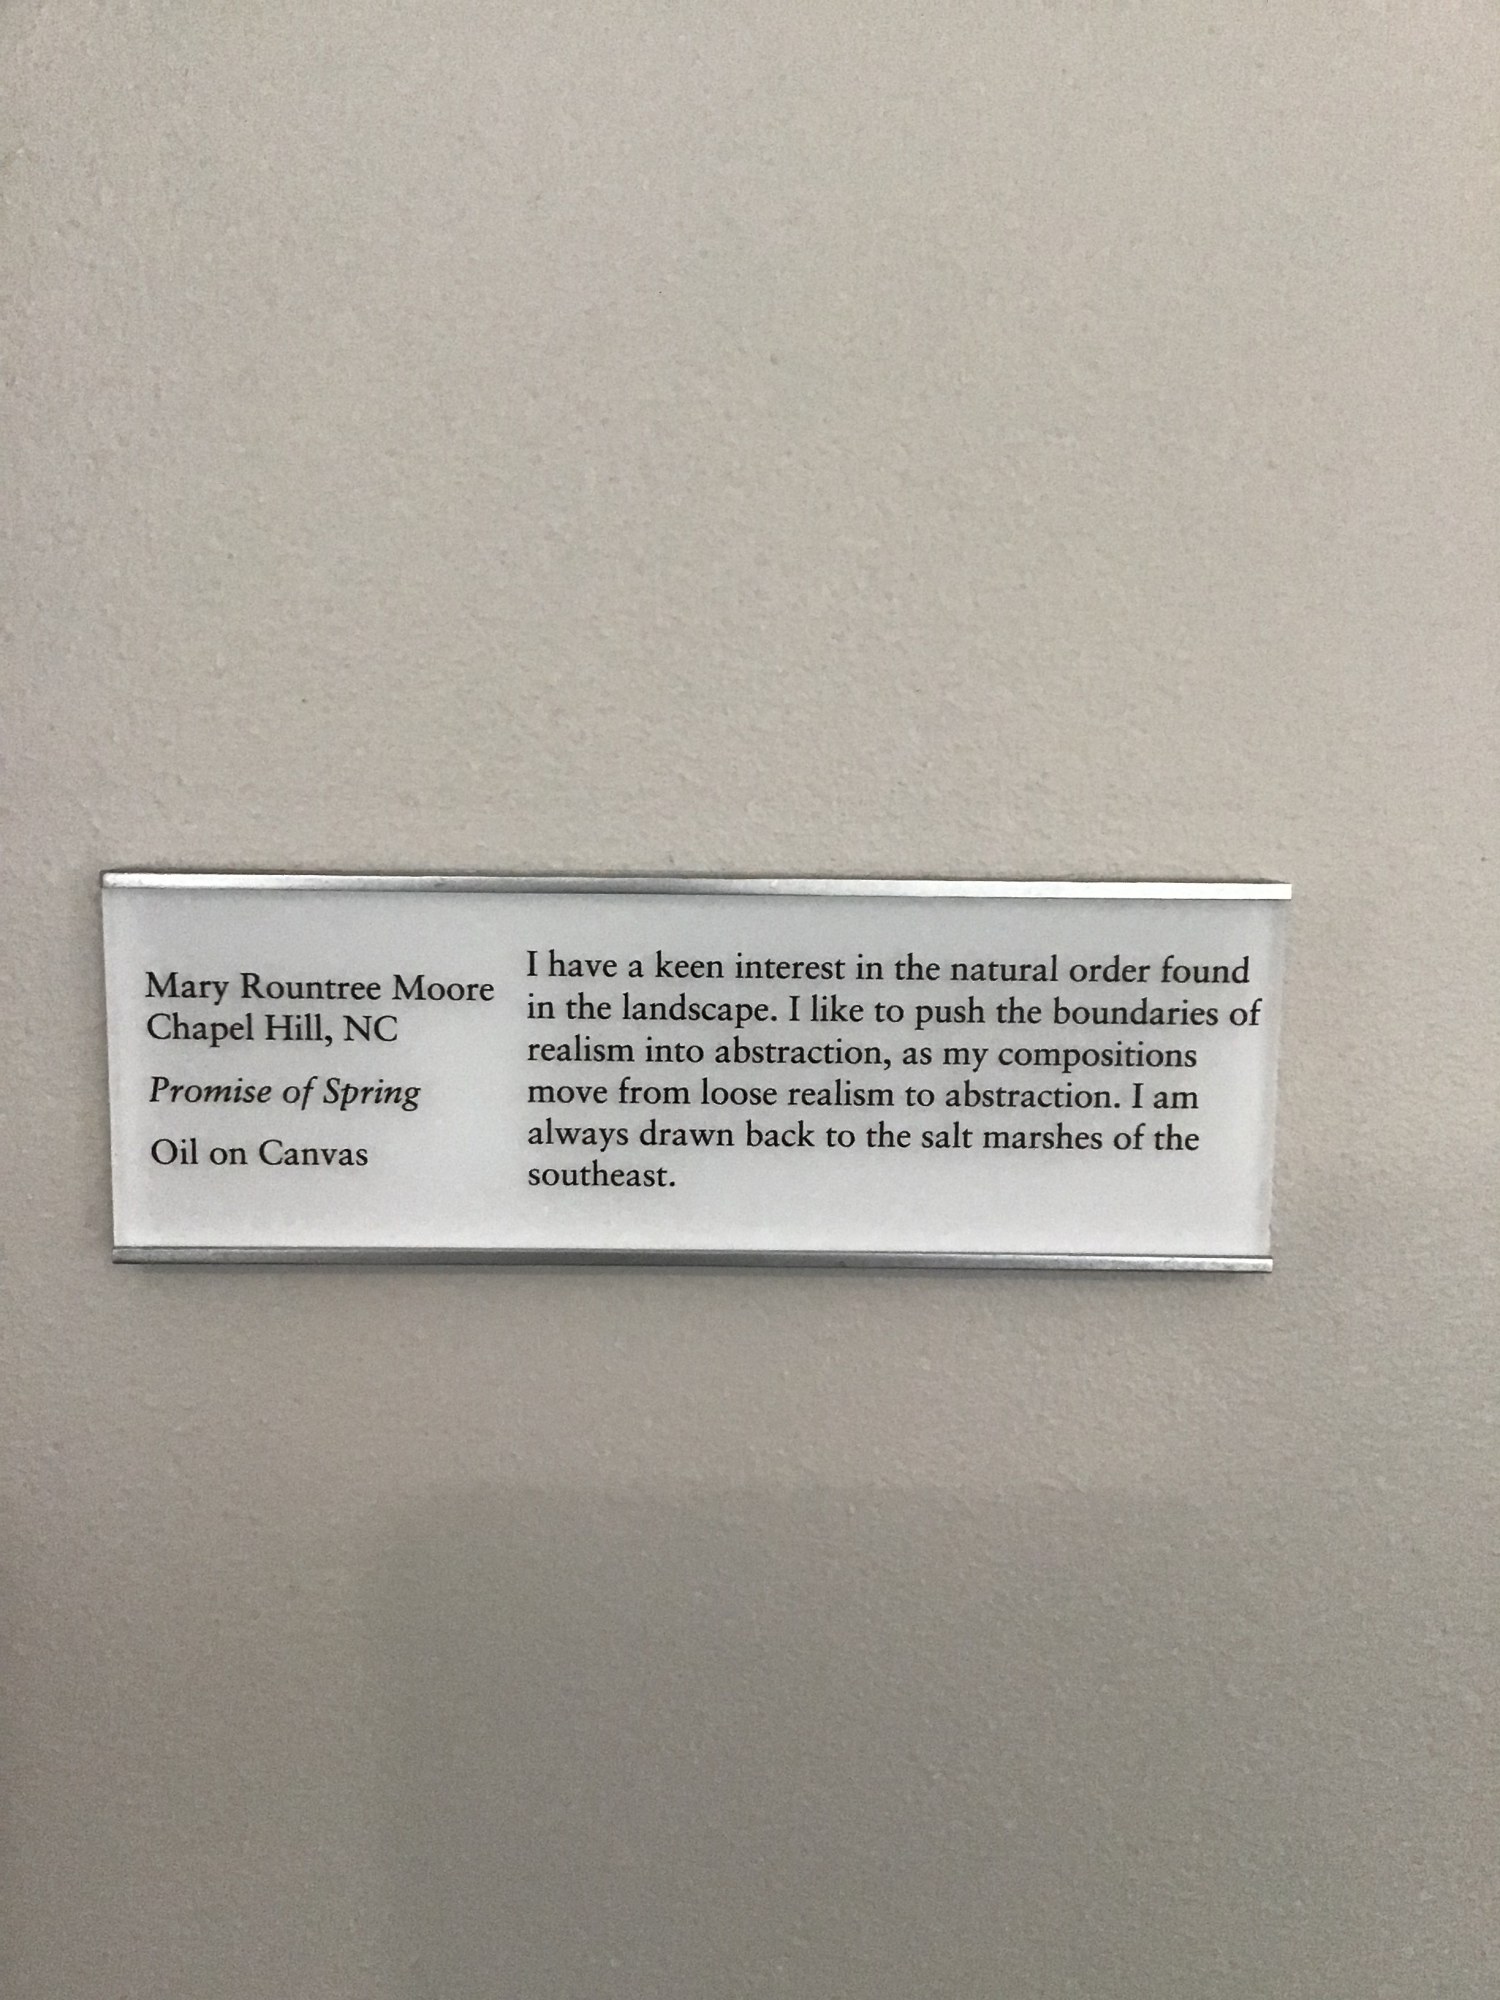 Mary Rountree Moore
Chapel Hill, NC
Promise of Spring
Oil on Canvas
I have a keen interest in the natural order found
in the landscape. I like to push the boundaries of
realism into abstraction, as my compositions
move from loose realism to abstraction. I am
always drawn back to the salt marshes of the
southeast.